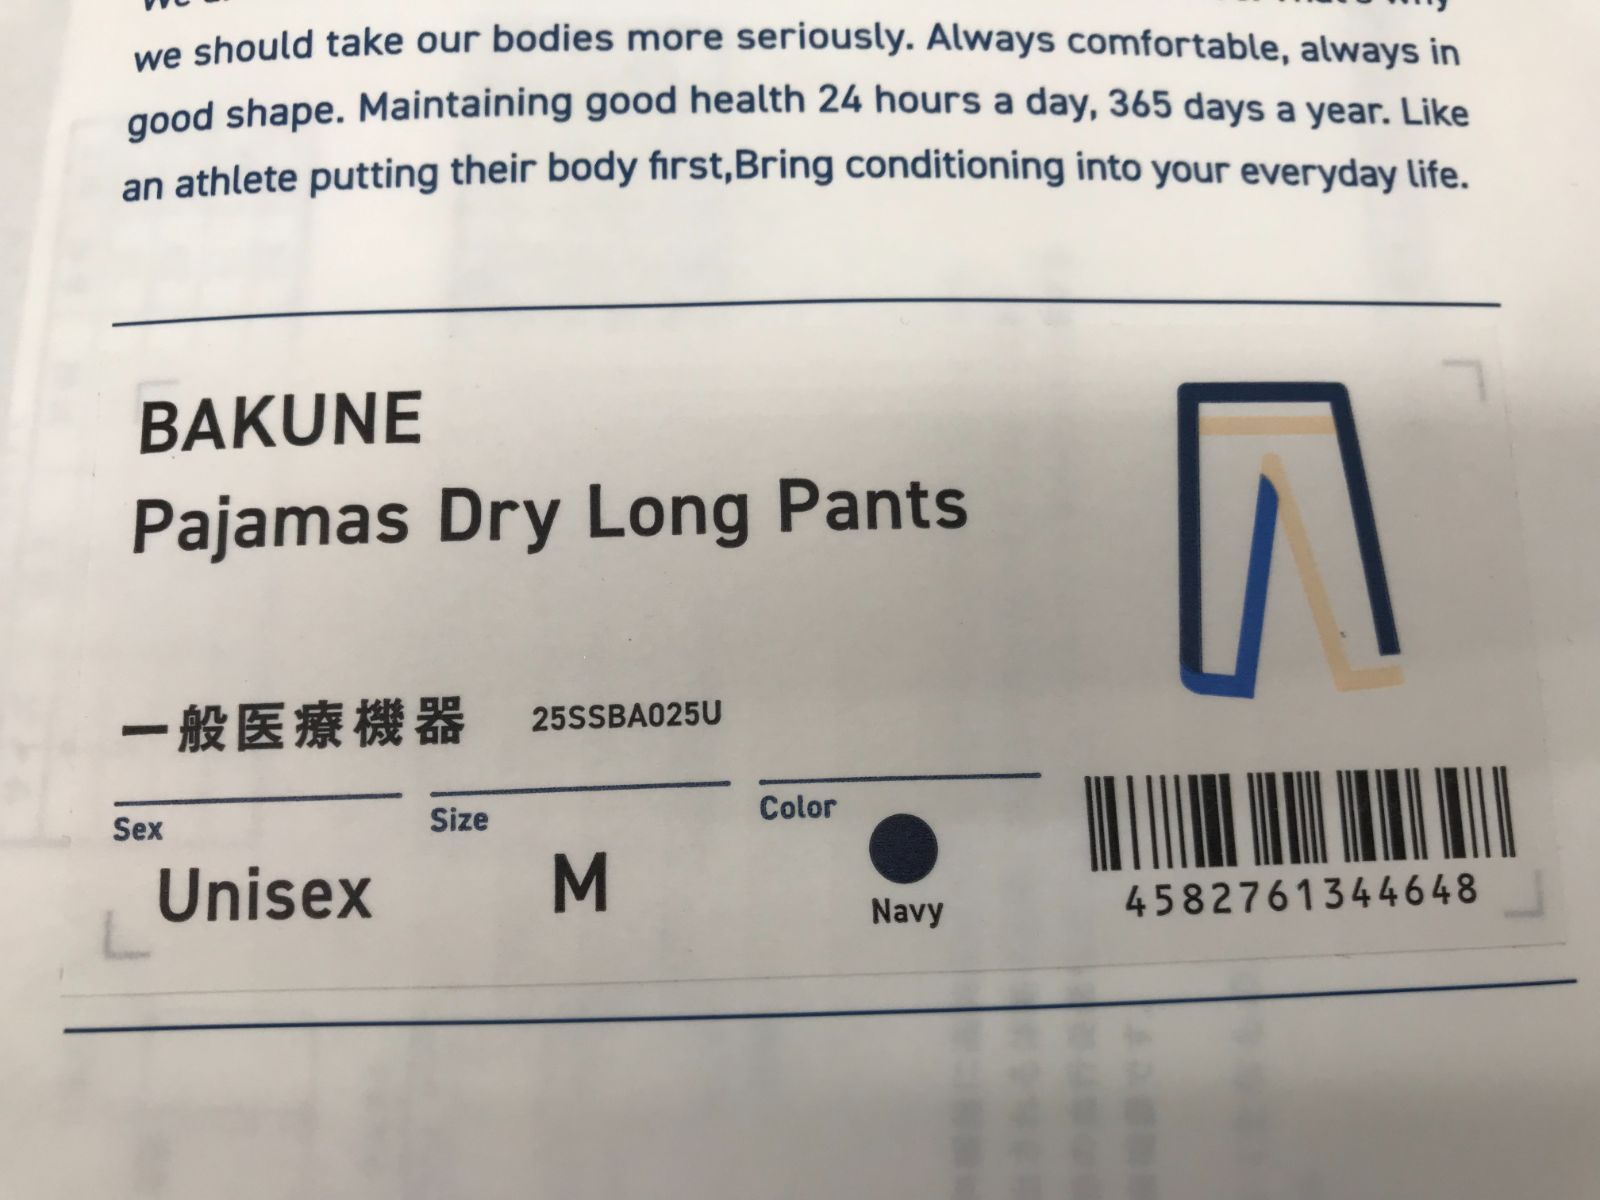 we should take our bodies more seriously. Always comfortable, always in
good shape. Maintaining good health 24 hours a day, 365 days a year. Like
an athlete putting their body first,Bring conditioning into your everyday life.
BAKUNE
Pajamas Dry Long Pants
一般医療機器 25SSBA025U
Sex
Unisex
Size
M
Color
Navy
4582761344648